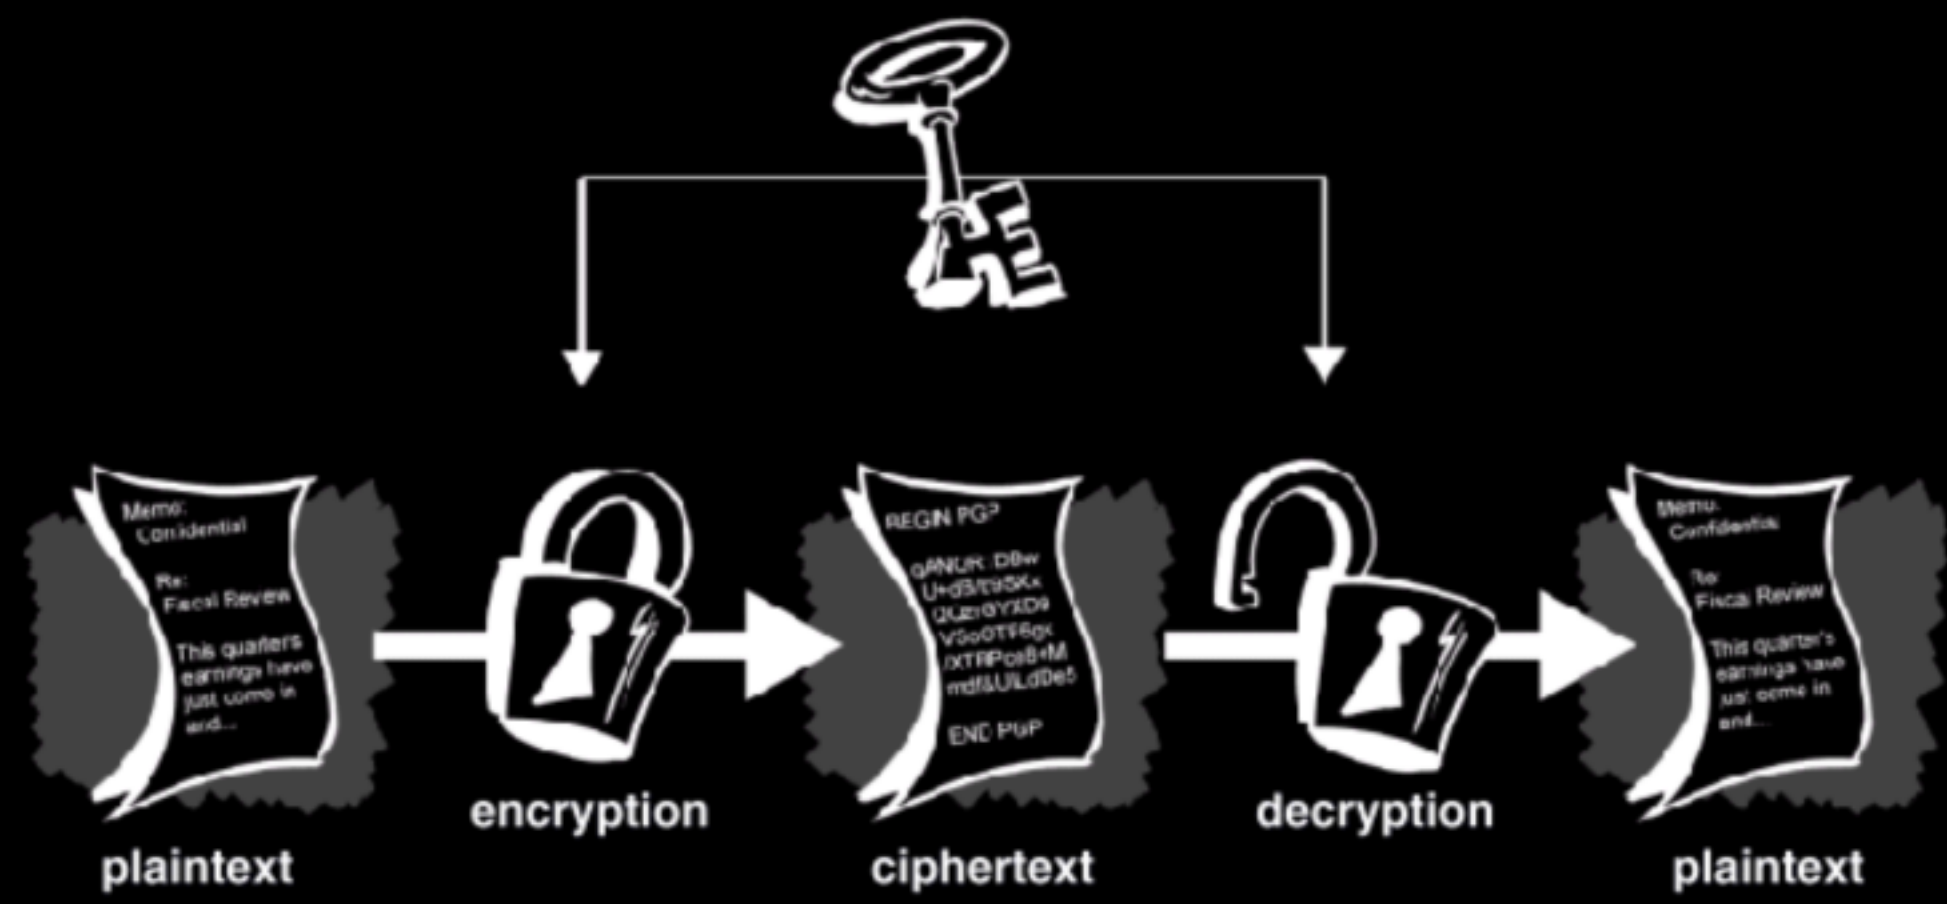 Memo:
Confidential
Re:
Fiscal Review
This quarter's
earnings have
just come in
and...
encryption
plaintext
BEGIN PGP
END PGP
ciphertext
decryption
Memo:
Confidential
Re:
Fiscal Review
This quarter's
earnings have
just come in
and...
plaintext